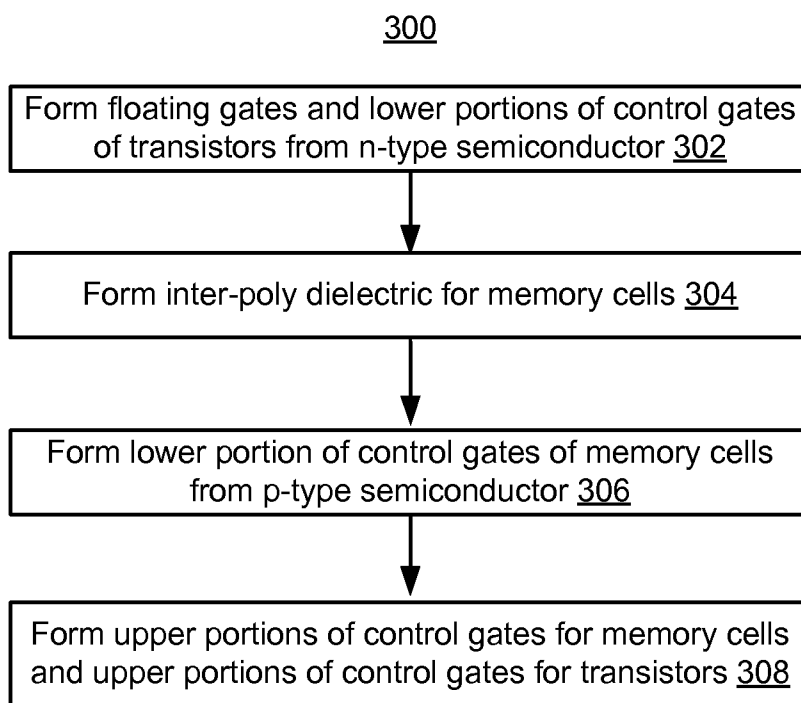 300
Form floating gates and lower portions of control gates
of transistors from n-type semiconductor 302
Form inter-poly dielectric for memory cells 304
Form lower portion of control gates of memory cells
from p-type semiconductor 306
Form upper portions of control gates for memory cells
and upper portions of control gates for transistors 308